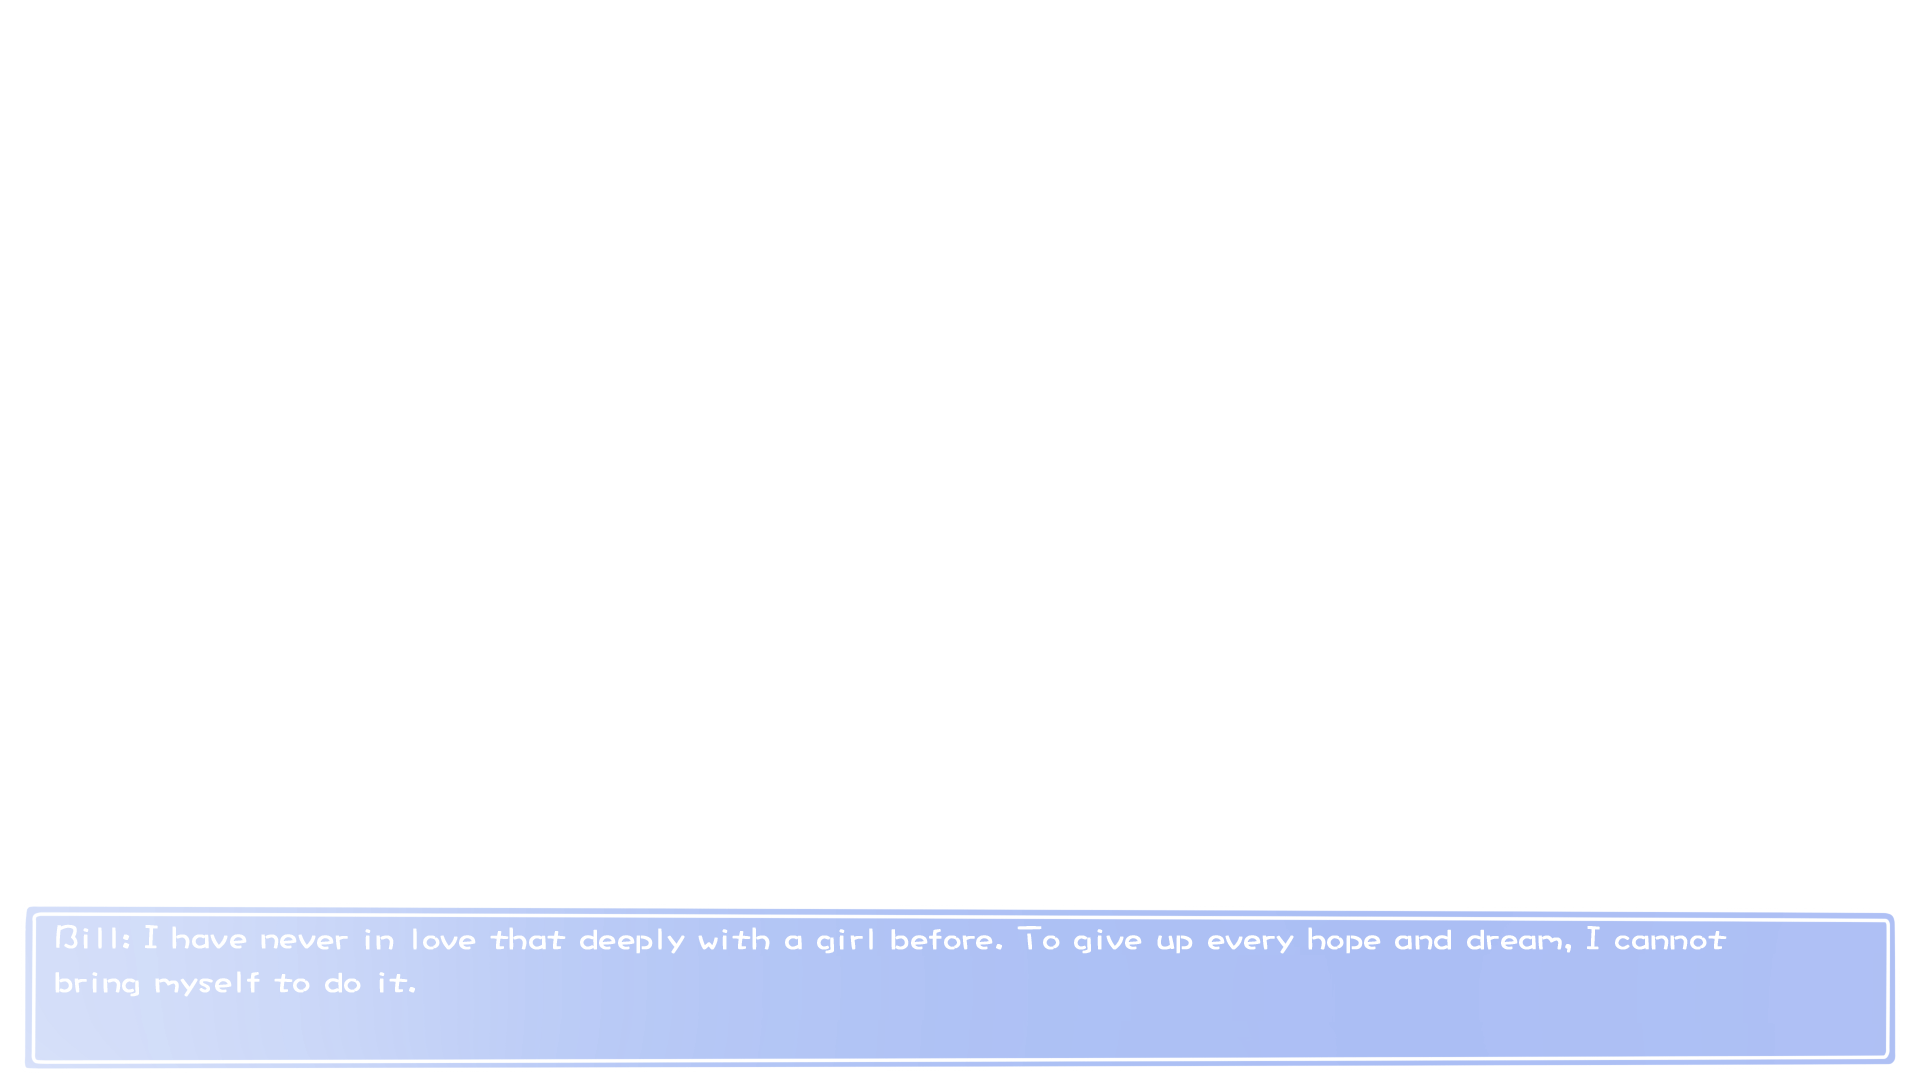 Bill: I have never in love that deeply with a girl before. To give up every hope and dream, I cannot
bring myself to do it.